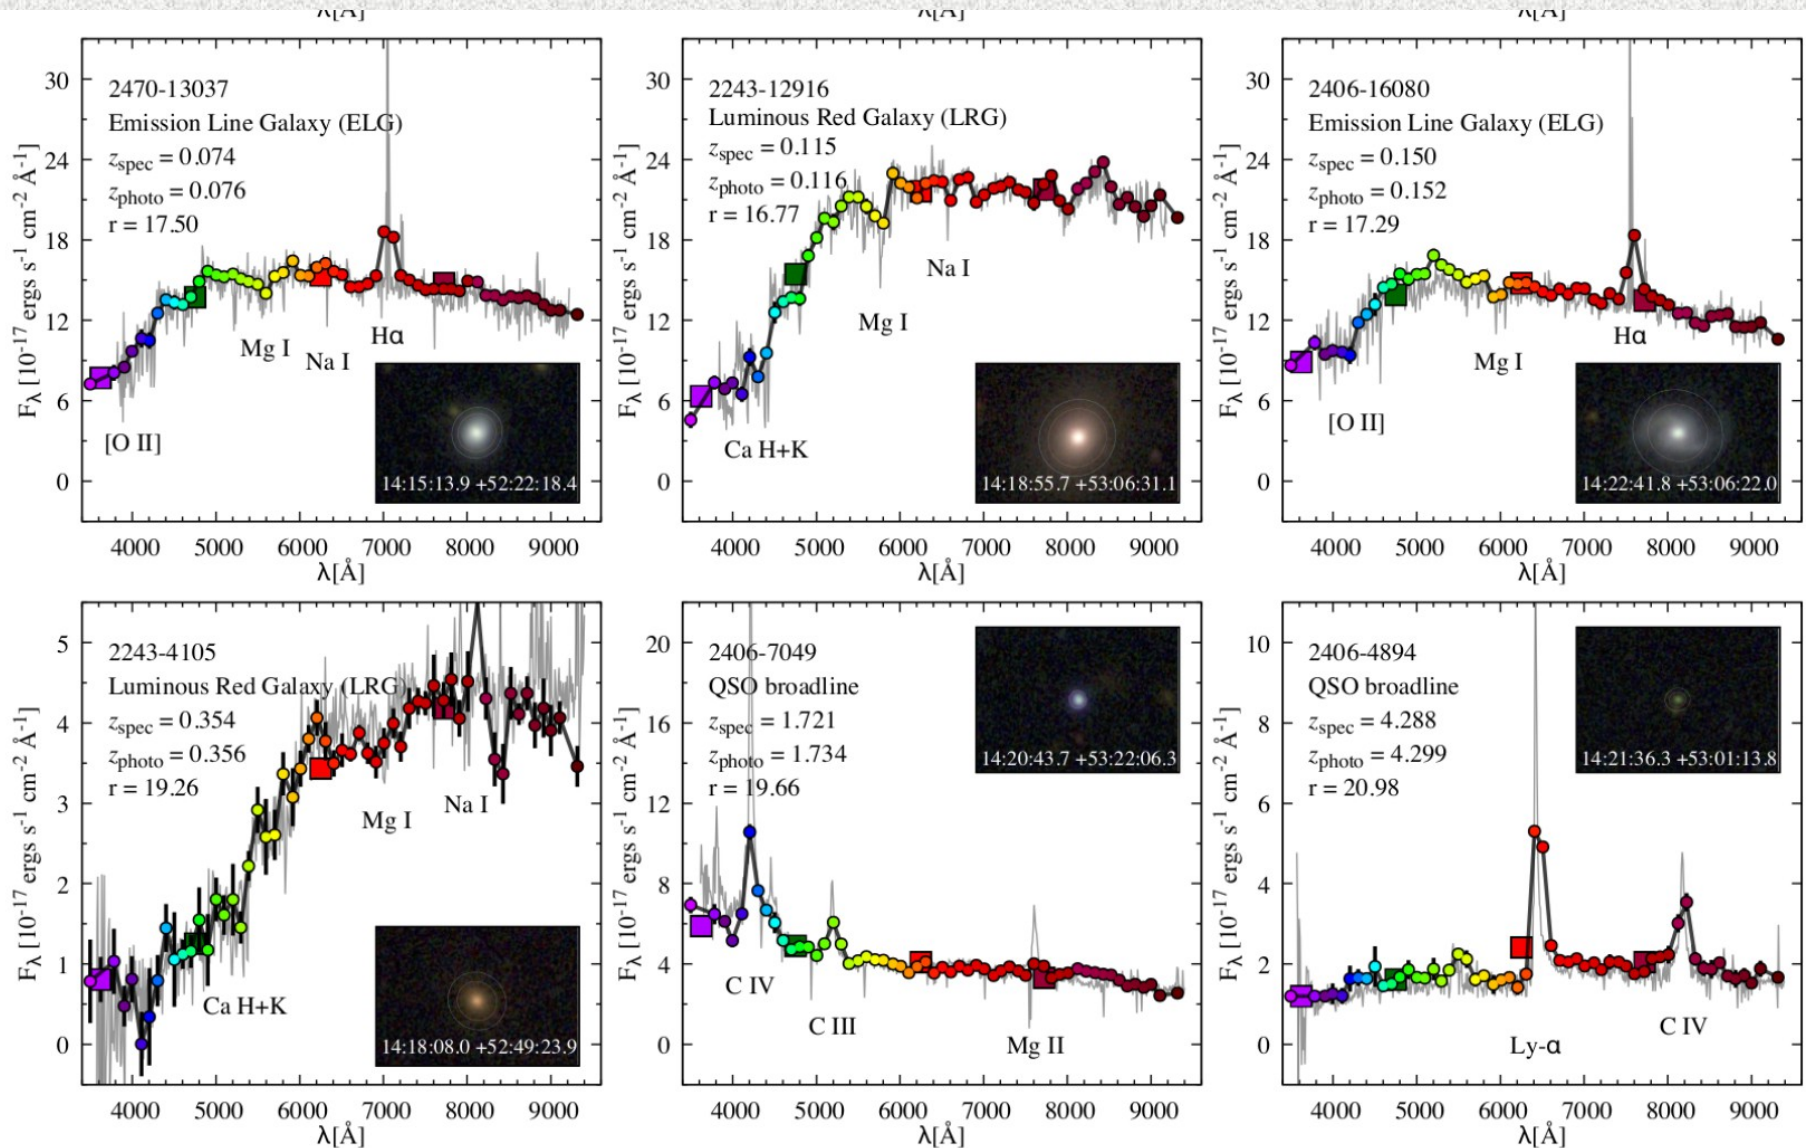 λ[Å]
λ[Å]
λ[Å]
30
24
18
12
6
0
F_λ [10^-17 ergs s^-1 cm^-2 Å^-1]
2470-13037
Emission Line Galaxy (ELG)
z_spec = 0.074
z_photo = 0.076
r = 17.50
Hα
Mg I
Na I
[O II]
14:15:13.9 +52:22:18.4
4000 5000 6000 7000 8000 9000
λ[Å]
30
24
18
12
6
0
F_λ [10^-17 ergs s^-1 cm^-2 Å^-1]
2243-12916
Luminous Red Galaxy (LRG)
z_spec = 0.115
z_photo = 0.116
r = 16.77
Na I
Mg I
Ca H+K
14:18:55.7 +53:06:31.1
4000 5000 6000 7000 8000 9000
λ[Å]
30
24
18
12
6
0
F_λ [10^-17 ergs s^-1 cm^-2 Å^-1]
2406-16080
Emission Line Galaxy (ELG)
z_spec = 0.150
z_photo = 0.152
r = 17.29
Hα
Mg I
[O II]
14:22:41.8 +53:06:22.0
4000 5000 6000 7000 8000 9000
λ[Å]
5
4
3
2
1
0
F_λ [10^-17 ergs s^-1 cm^-2 Å^-1]
2243-4105
Luminous Red Galaxy (LRG)
z_spec = 0.354
z_photo = 0.356
r = 19.26
Na I
Mg I
Ca H+K
14:18:08.0 +52:49:23.9
4000 5000 6000 7000 8000 9000
λ[Å]
20
16
12
8
4
0
F_λ [10^-17 ergs s^-1 cm^-2 Å^-1]
2406-7049
QSO broadline
z_spec = 1.721
z_photo = 1.734
r = 19.66
14:20:43.7 +53:22:06.3
C IV
C III
Mg II
4000 5000 6000 7000 8000 9000
λ[Å]
10
8
6
4
2
0
F_λ [10^-17 ergs s^-1 cm^-2 Å^-1]
2406-4894
QSO broadline
z_spec = 4.288
z_photo = 4.299
r = 20.98
14:21:36.3 +53:01:13.8
C IV
Ly-α
4000 5000 6000 7000 8000 9000
λ[Å]